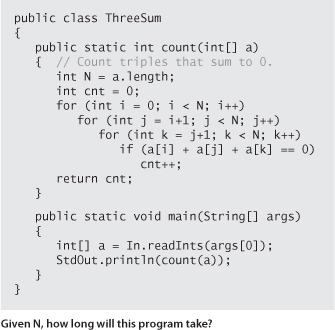 public class ThreeSum
{
public static int count(int[] a)
{ // Count triples that sum to 0.
int N = a.length;
int cnt = 0;
for (int i = 0; i < N; i++)
for (int j = i+1; j < N; j++)
for (int k = j+1; k < N; k++)
if (a[i] + a[j] + a[k] == 0)
cnt++;
return cnt;
}
public static void main(String[] args)
{
int[] a = In.readInts(args[0]);
StdOut.println(count(a));
}
}
Given N, how long will this program take?